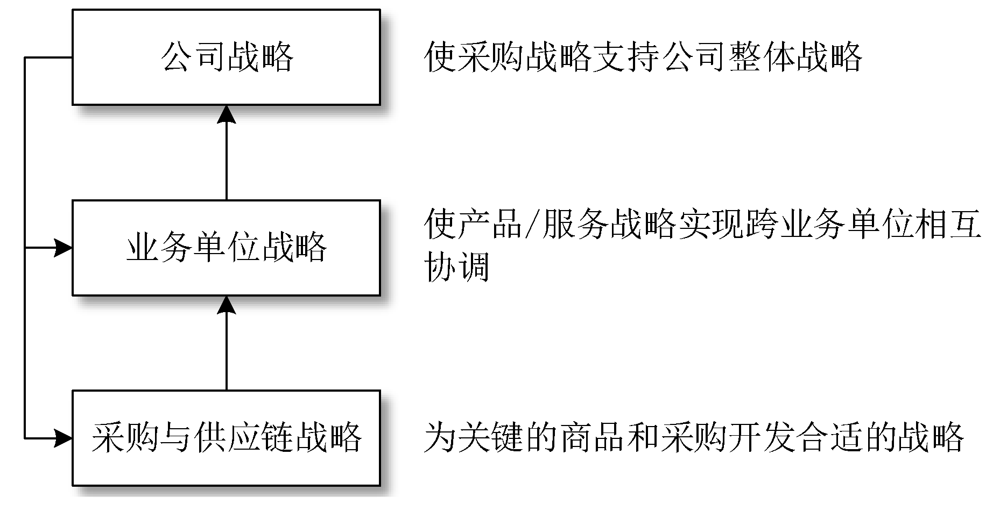 公司战略
使采购战略支持公司整体战略
业务单位战略
使产品/服务战略实现跨业务单位相互
协调
采购与供应链战略
为关键的商品和采购开发合适的战略